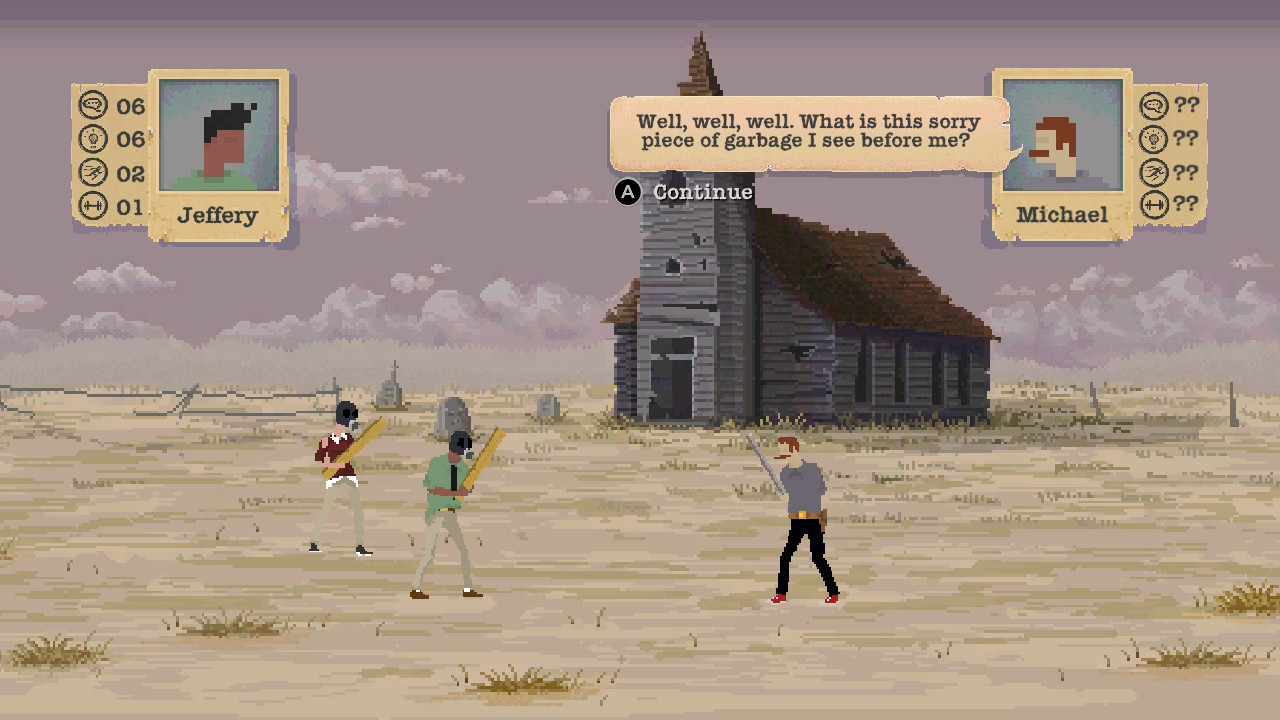 06
06
02
01
Jeffery
Well, well, well. What is this sorry
piece of garbage I see before me?
A Continue
??
??
??
??
Michael